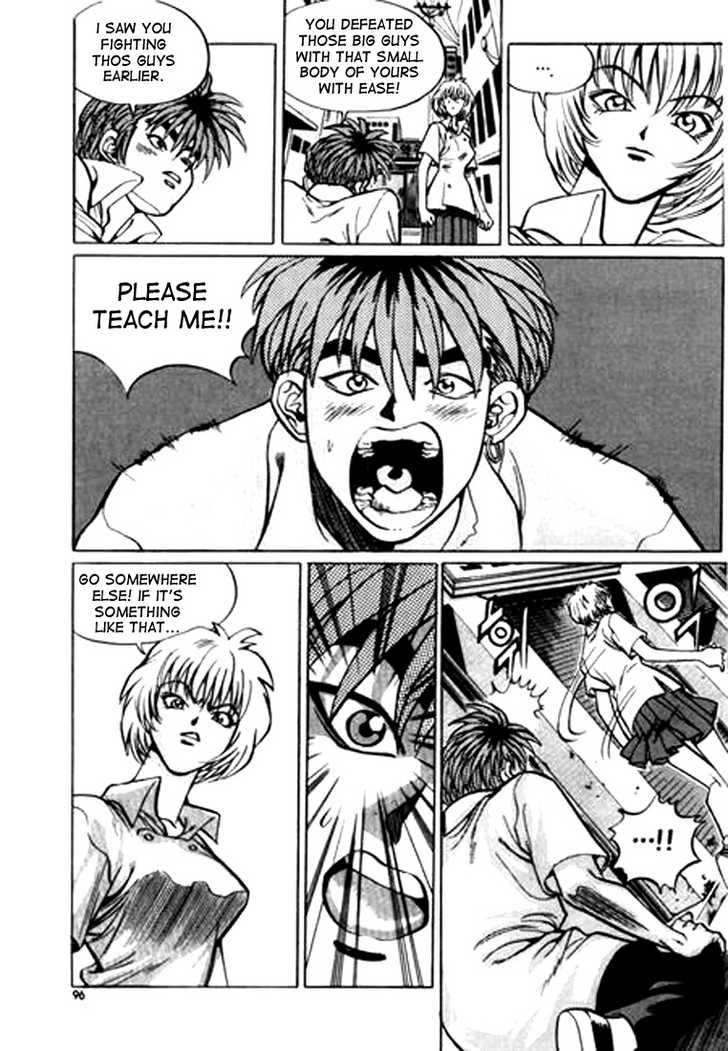 I SAW YOU
FIGHTING
THOS GUYS
EARLIER.
YOU DEFEATED
THOSE BIG GUYS
WITH THAT SMALL
BODY OF YOURS
WITH EASE!
...,
PLEASE
TEACH ME!!
GO SOMEWHERE
ELSE! IF IT'S
SOMETHING
LIKE THAT...
...!!
96